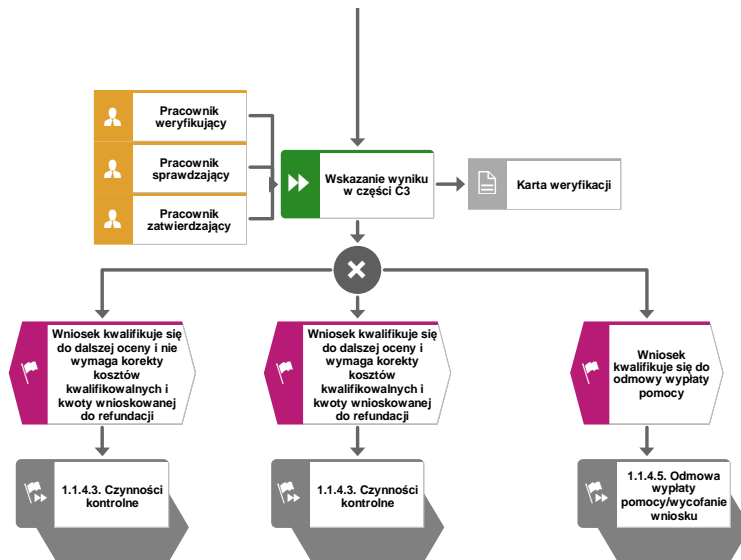 Pracownik
weryfikujący
Pracownik
sprawdzający
Pracownik
zatwierdzający
Wskazanie wyniku
w części C3
Karta weryfikacji
Wniosek kwalifikuje się
do dalszej oceny i nie
wymaga korekty
kosztów
kwalifikowalnych i
kwoty wnioskowanej
do refundacji
Wniosek kwalifikuje się
do dalszej oceny i
wymaga korekty
kosztów
kwalifikowalnych i
kwoty wnioskowanej
do refundacji
Wniosek
kwalifikuje się do
odmowy wypłaty
pomocy
1.1.4.3. Czynności
kontrolne
1.1.4.3. Czynności
kontrolne
1.1.4.5. Odmowa
wypłaty
pomocy/wycofanie
wniosku